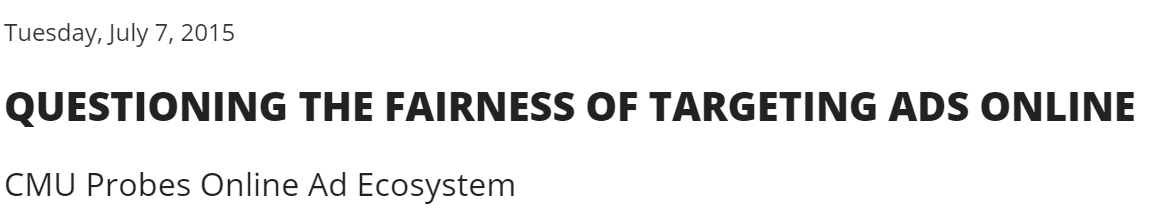 Tuesday, July 7, 2015
QUESTIONING THE FAIRNESS OF TARGETING ADS ONLINE
CMU Probes Online Ad Ecosystem